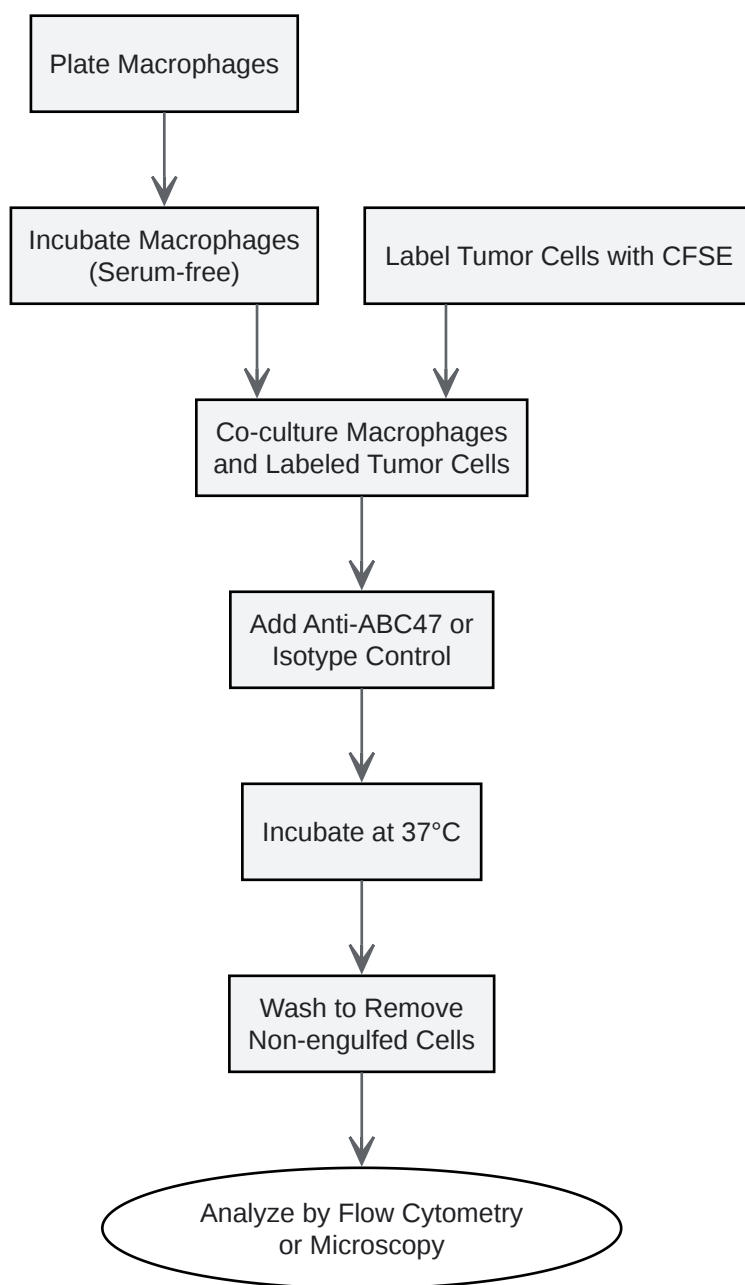 Plate Macrophages
Incubate Macrophages
(Serum-free)
Label Tumor Cells with CFSE
Co-culture Macrophages
and Labeled Tumor Cells
Add Anti-ABC47 or
Isotype Control
Incubate at 37°C
Wash to Remove
Non-engulfed Cells
Analyze by Flow Cytometry
or Microscopy